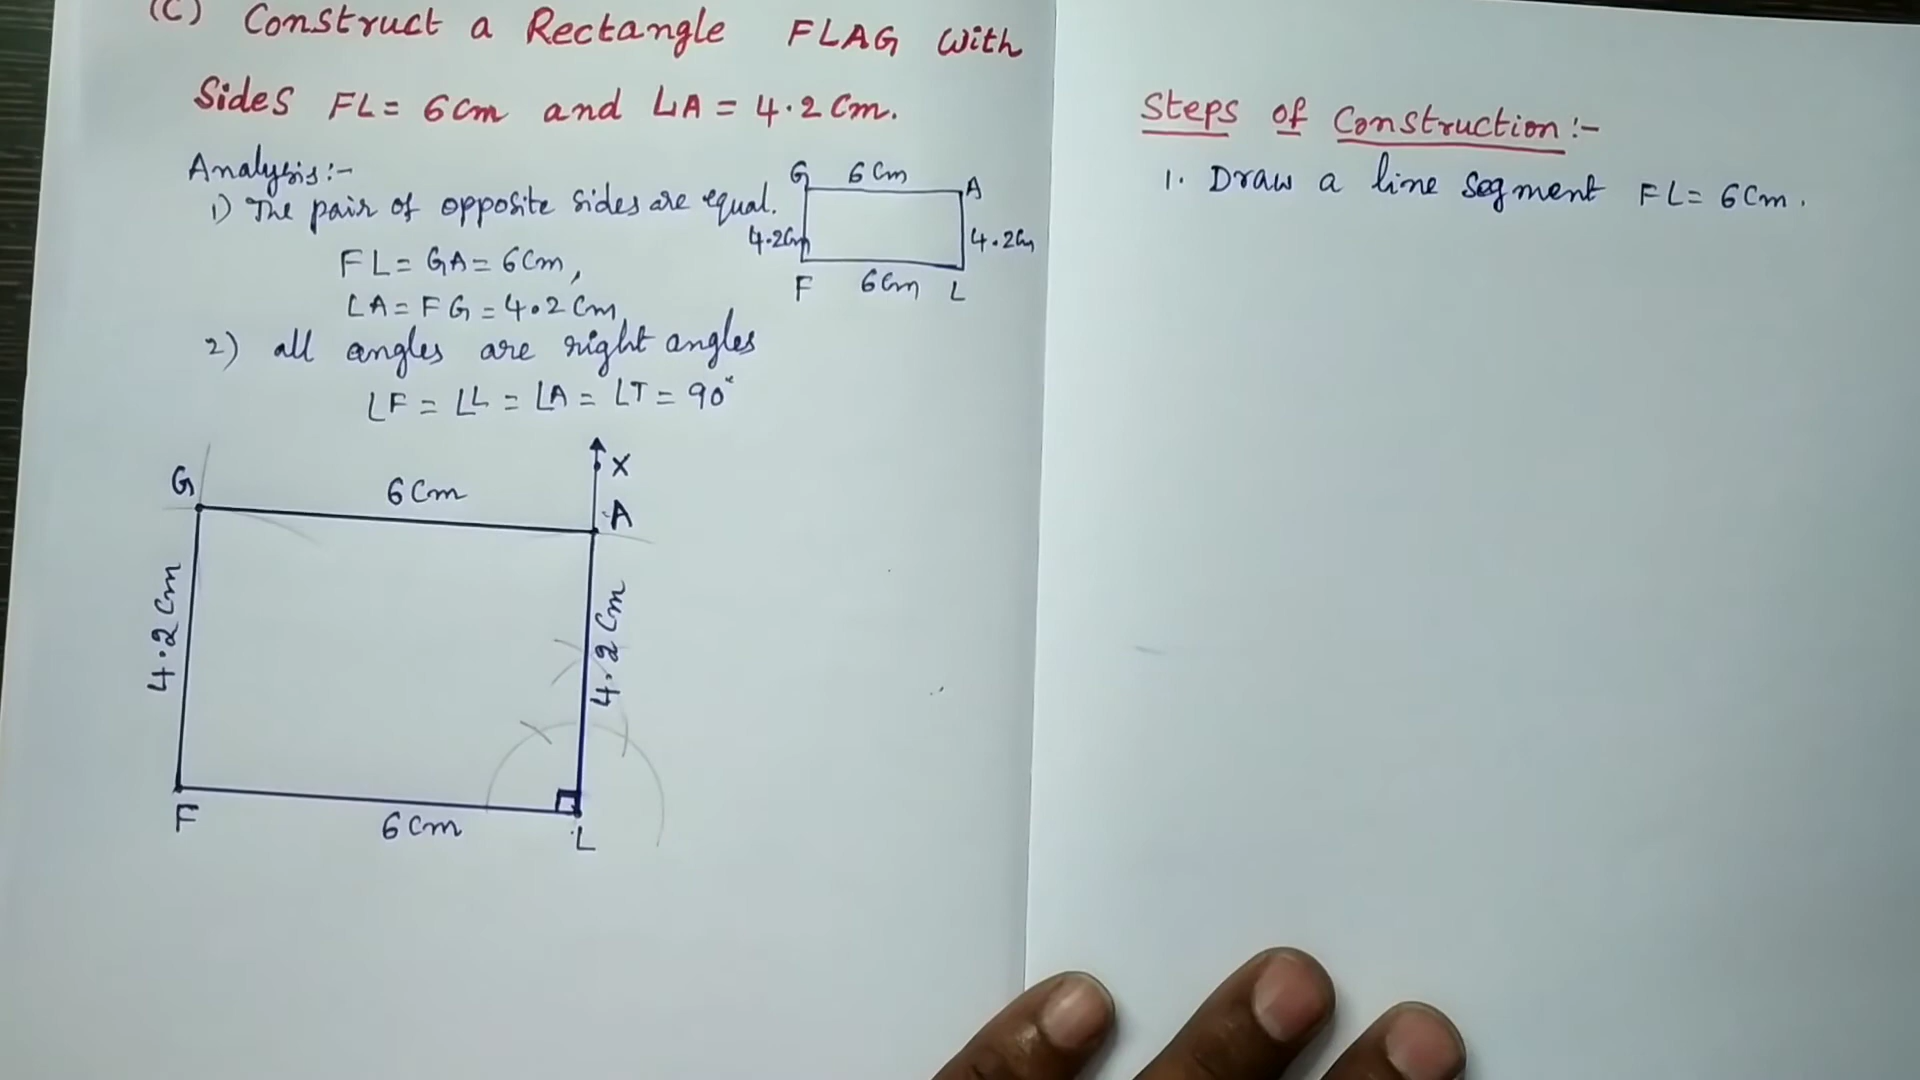 (C) Construct a Rectangle FLAG with
Sides FL = 6cm and LA = 4.2cm.
Analysis:-
1) The pair of opposite sides are equal.
FL = GA = 6cm,
LA = FG = 4.2cm,
2) all angles are right angles
∠F = ∠L = ∠A = ∠T = 90°
G 6cm A
4.2cm 4.2cm
F 6cm L
X
G 6cm A
4.2cm 4.2cm
F 6cm L
Steps of Construction:-
1. Draw a line segment FL = 6cm.